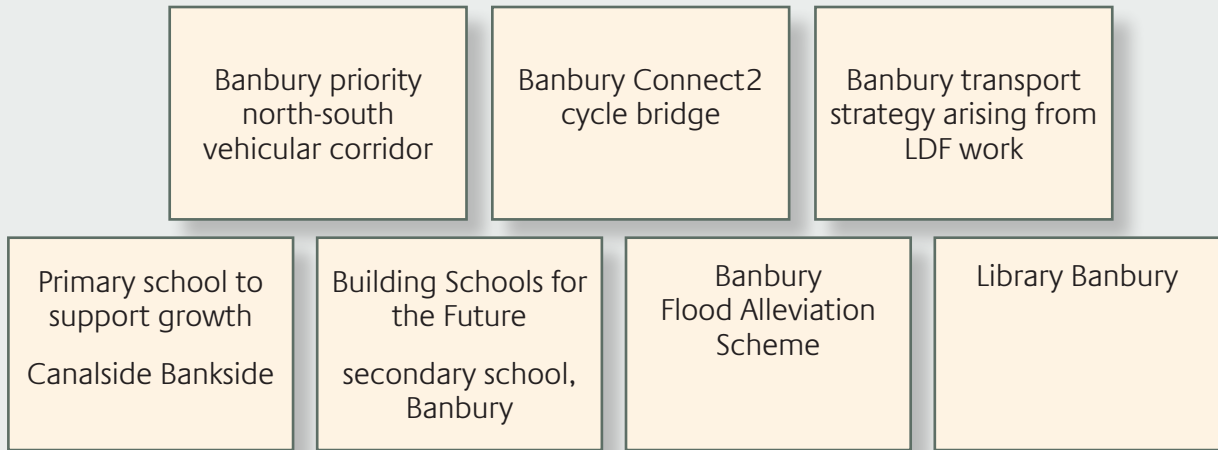 Banbury priority
north-south
vehicular corridor
Banbury Connect2
cycle bridge
Banbury transport
strategy arising from
LDF work
Primary school to
support growth
Canalside Bankside
Building Schools for
the Future
secondary school,
Banbury
Banbury
Flood Alleviation
Scheme
Library Banbury